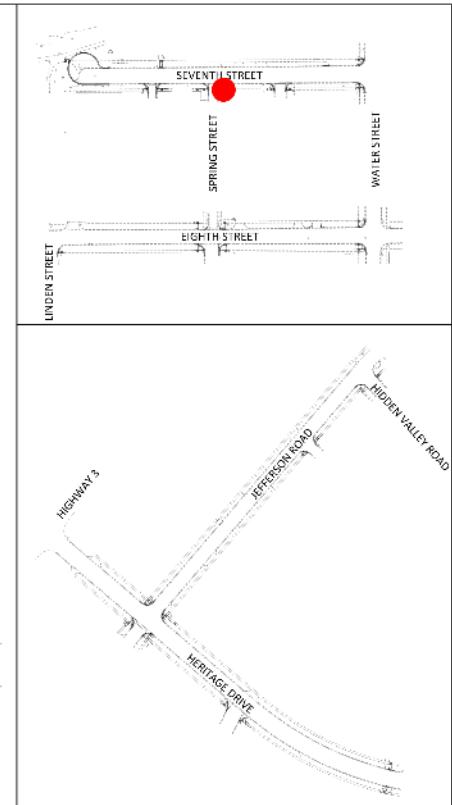 SEVENTH STREET
SPRING STREET
WATER STREET
EIGHTH STREET
LINDEN STREET
HIGHWAY 3
JEFFERSON ROAD
HIDDEN VALLEY ROAD
HERITAGE DRIVE